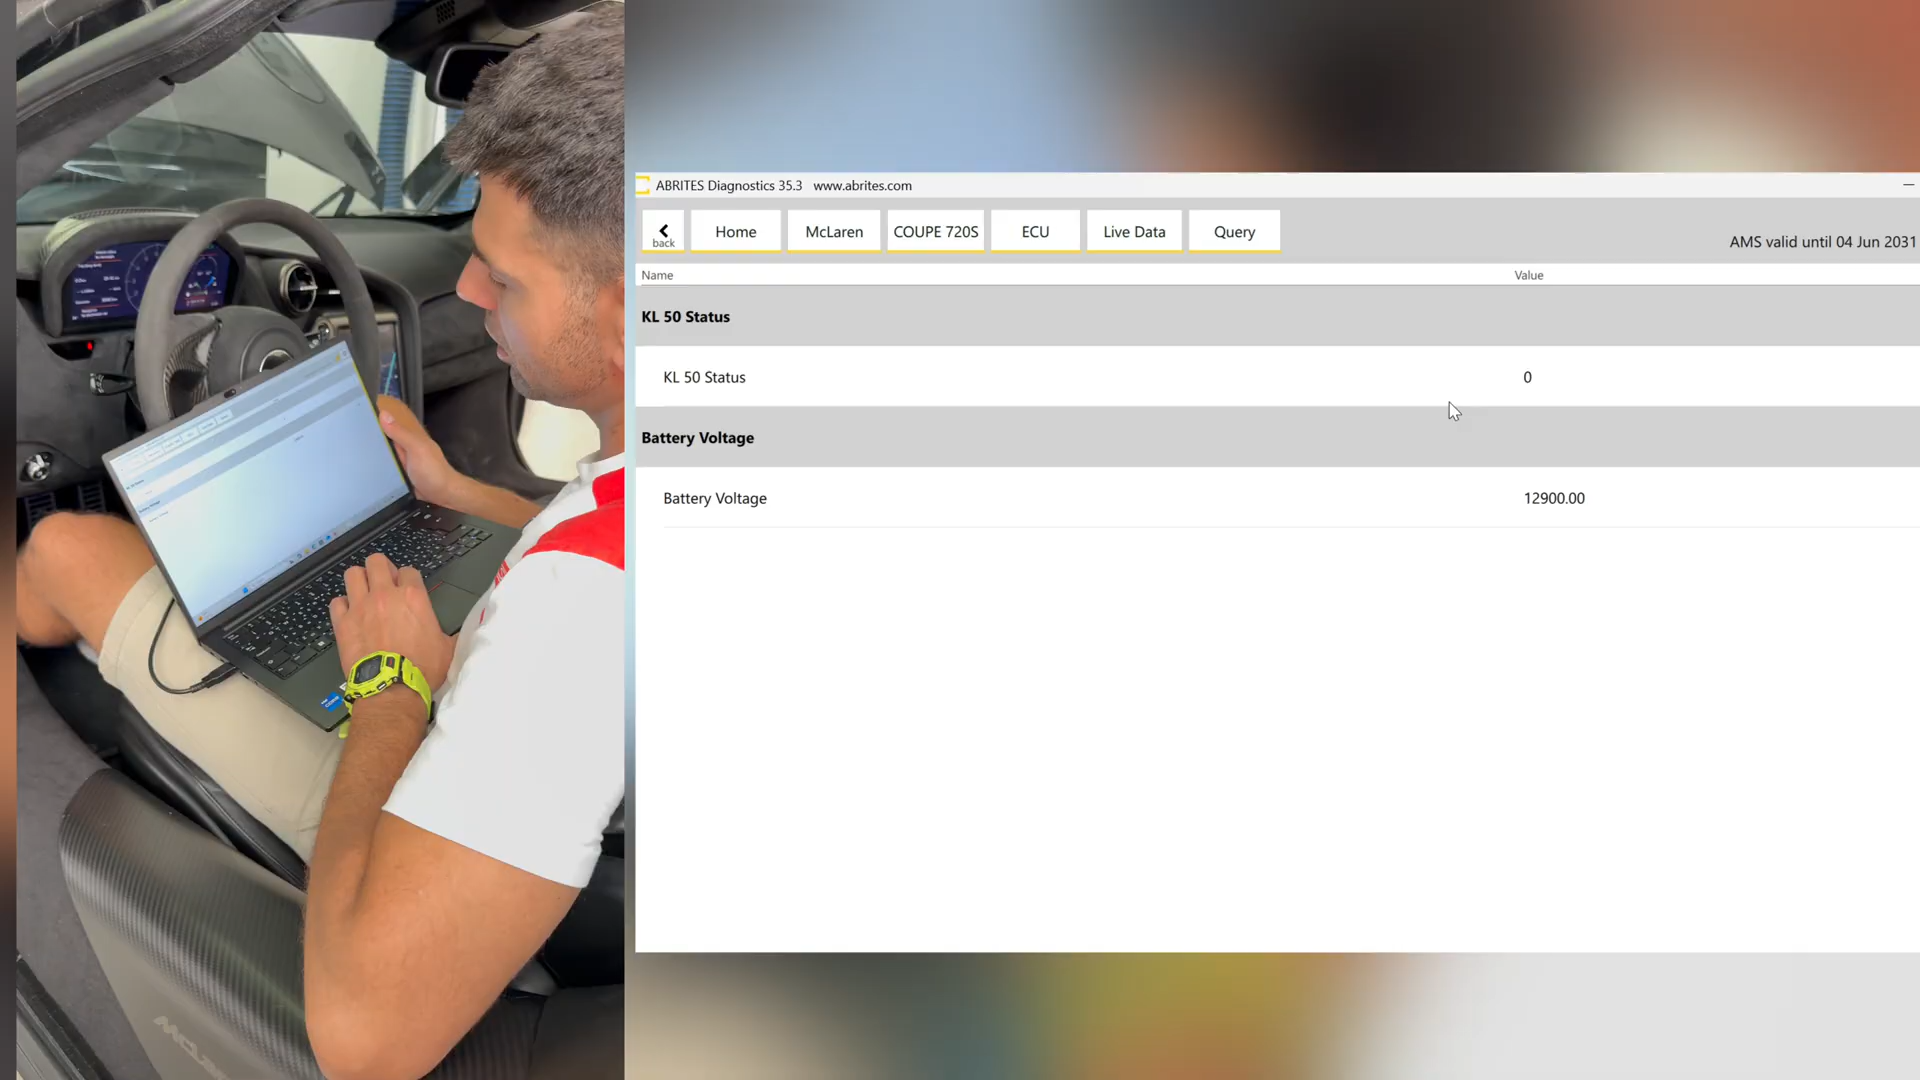 ABRITES Diagnostics 35.3 www.abrites.com
back
Home
McLaren
COUPE 720S
ECU
Live Data
Query
AMS valid until 04 Jun 2031
Name
Value
KL 50 Status
KL 50 Status
0
Battery Voltage
Battery Voltage
12900.00